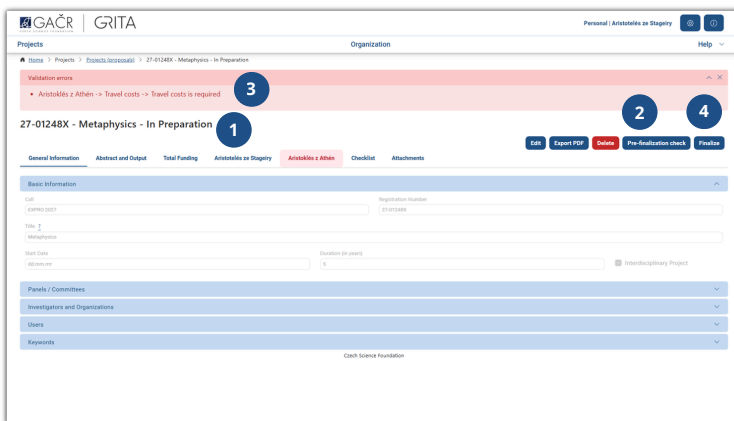 GAČR GRITA
CZECH SCIENCE FOUNDATION
Personal | Aristotelés ze Stageiry
Projects Organization Help
Home > Projects > Projects (proposals) > 27-01248X - Metaphysics - In Preparation
Validation errors
• Aristoklés z Athén -> Travel costs -> Travel costs is required
3
2 4
27-01248X - Metaphysics - In Preparation
1
Edit Export PDF Delete Pre-finalization check Finalize
General Information Abstract and Output Total Funding Aristotelés ze Stageiry Aristoklés z Athén Checklist Attachments
Basic Information
Call Registration Number
EXPRO 2027 27-01248X
Title ?
Metaphysics
Start Date Duration (in years)
dd.mm.rrrr 5 Interdisciplinary Project
Panels / Committees
Investigators and Organizations
Users
Keywords
Czech Science Foundation